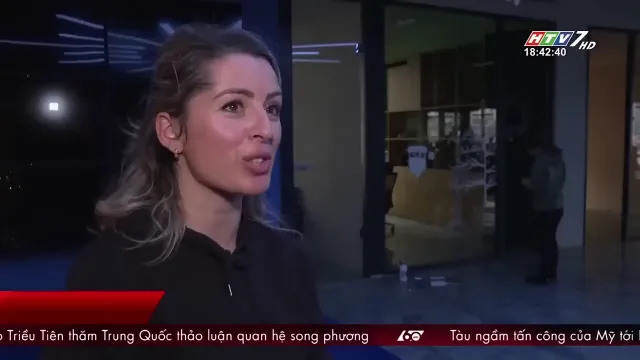 HTV7 HD
18:42:40
Triều Tiên thăm Trung Quốc thảo luận quan hệ song phương 60 Tàu ngầm tấn công của Mỹ tới